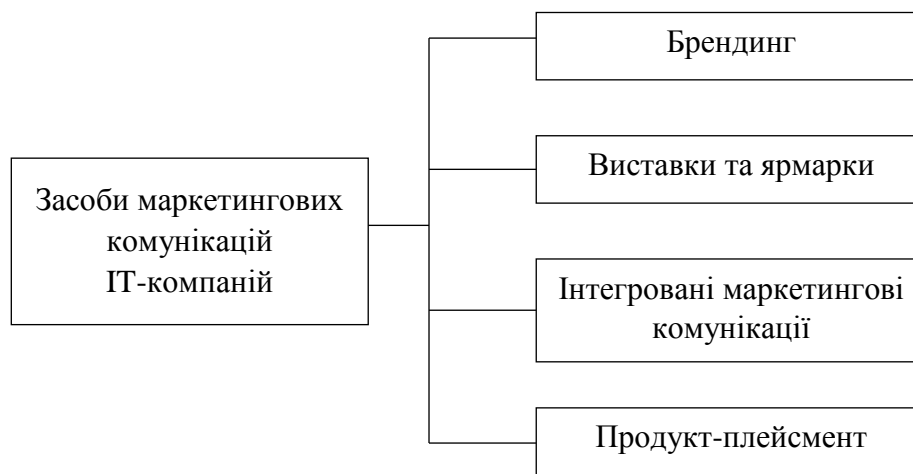 Засоби маркетингових
комунікацій
ІТ-компаній
Брендинг
Виставки та ярмарки
Інтегровані маркетингові
комунікації
Продукт-плейсмент